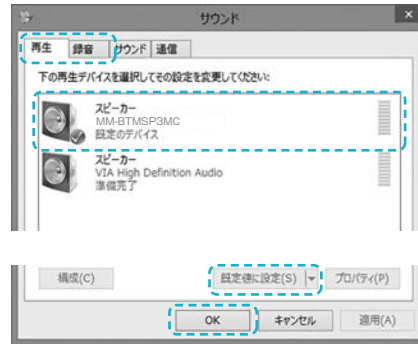 サウンド
再生 録音 サウンド 通信
下の再生デバイスを選択してその設定を変更してください:
スピーカー
MM-BTMSP3MC
既定のデバイス
スピーカー
VIA High Definition Audio
準備完了
構成(C) 既定値に設定(S) プロパティ(P)
OK キャンセル 適用(A)